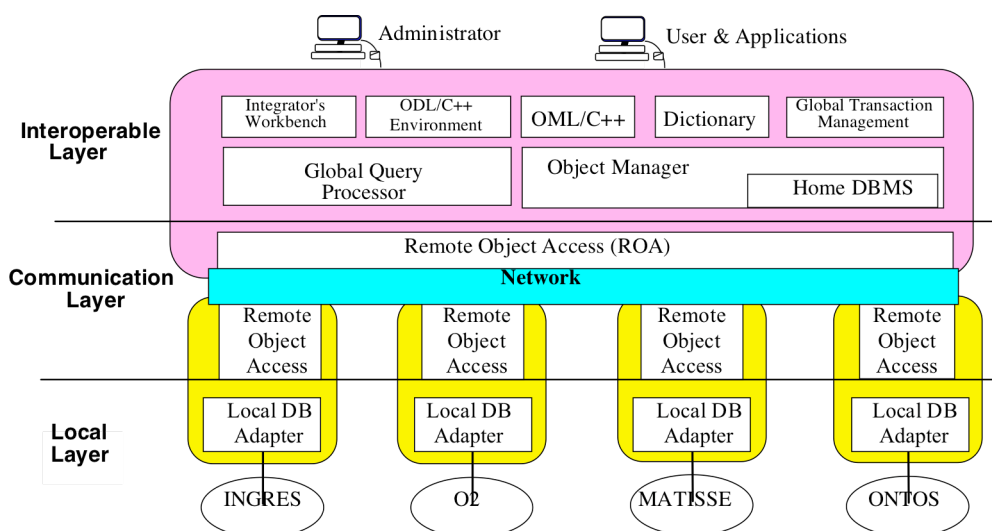 Administrator
User & Applications
Interoperable
Layer
Integrator's
Workbench
ODL/C++
Environment
OML/C++
Dictionary
Global Transaction
Management
Global Query
Processor
Object Manager
Home DBMS
Communication
Layer
Remote Object Access (ROA)
Network
Remote
Object
Access
Remote
Object
Access
Remote
Object
Access
Remote
Object
Access
Local
Layer
Local DB
Adapter
Local DB
Adapter
Local DB
Adapter
Local DB
Adapter
INGRES
O2
MATISSE
ONTOS